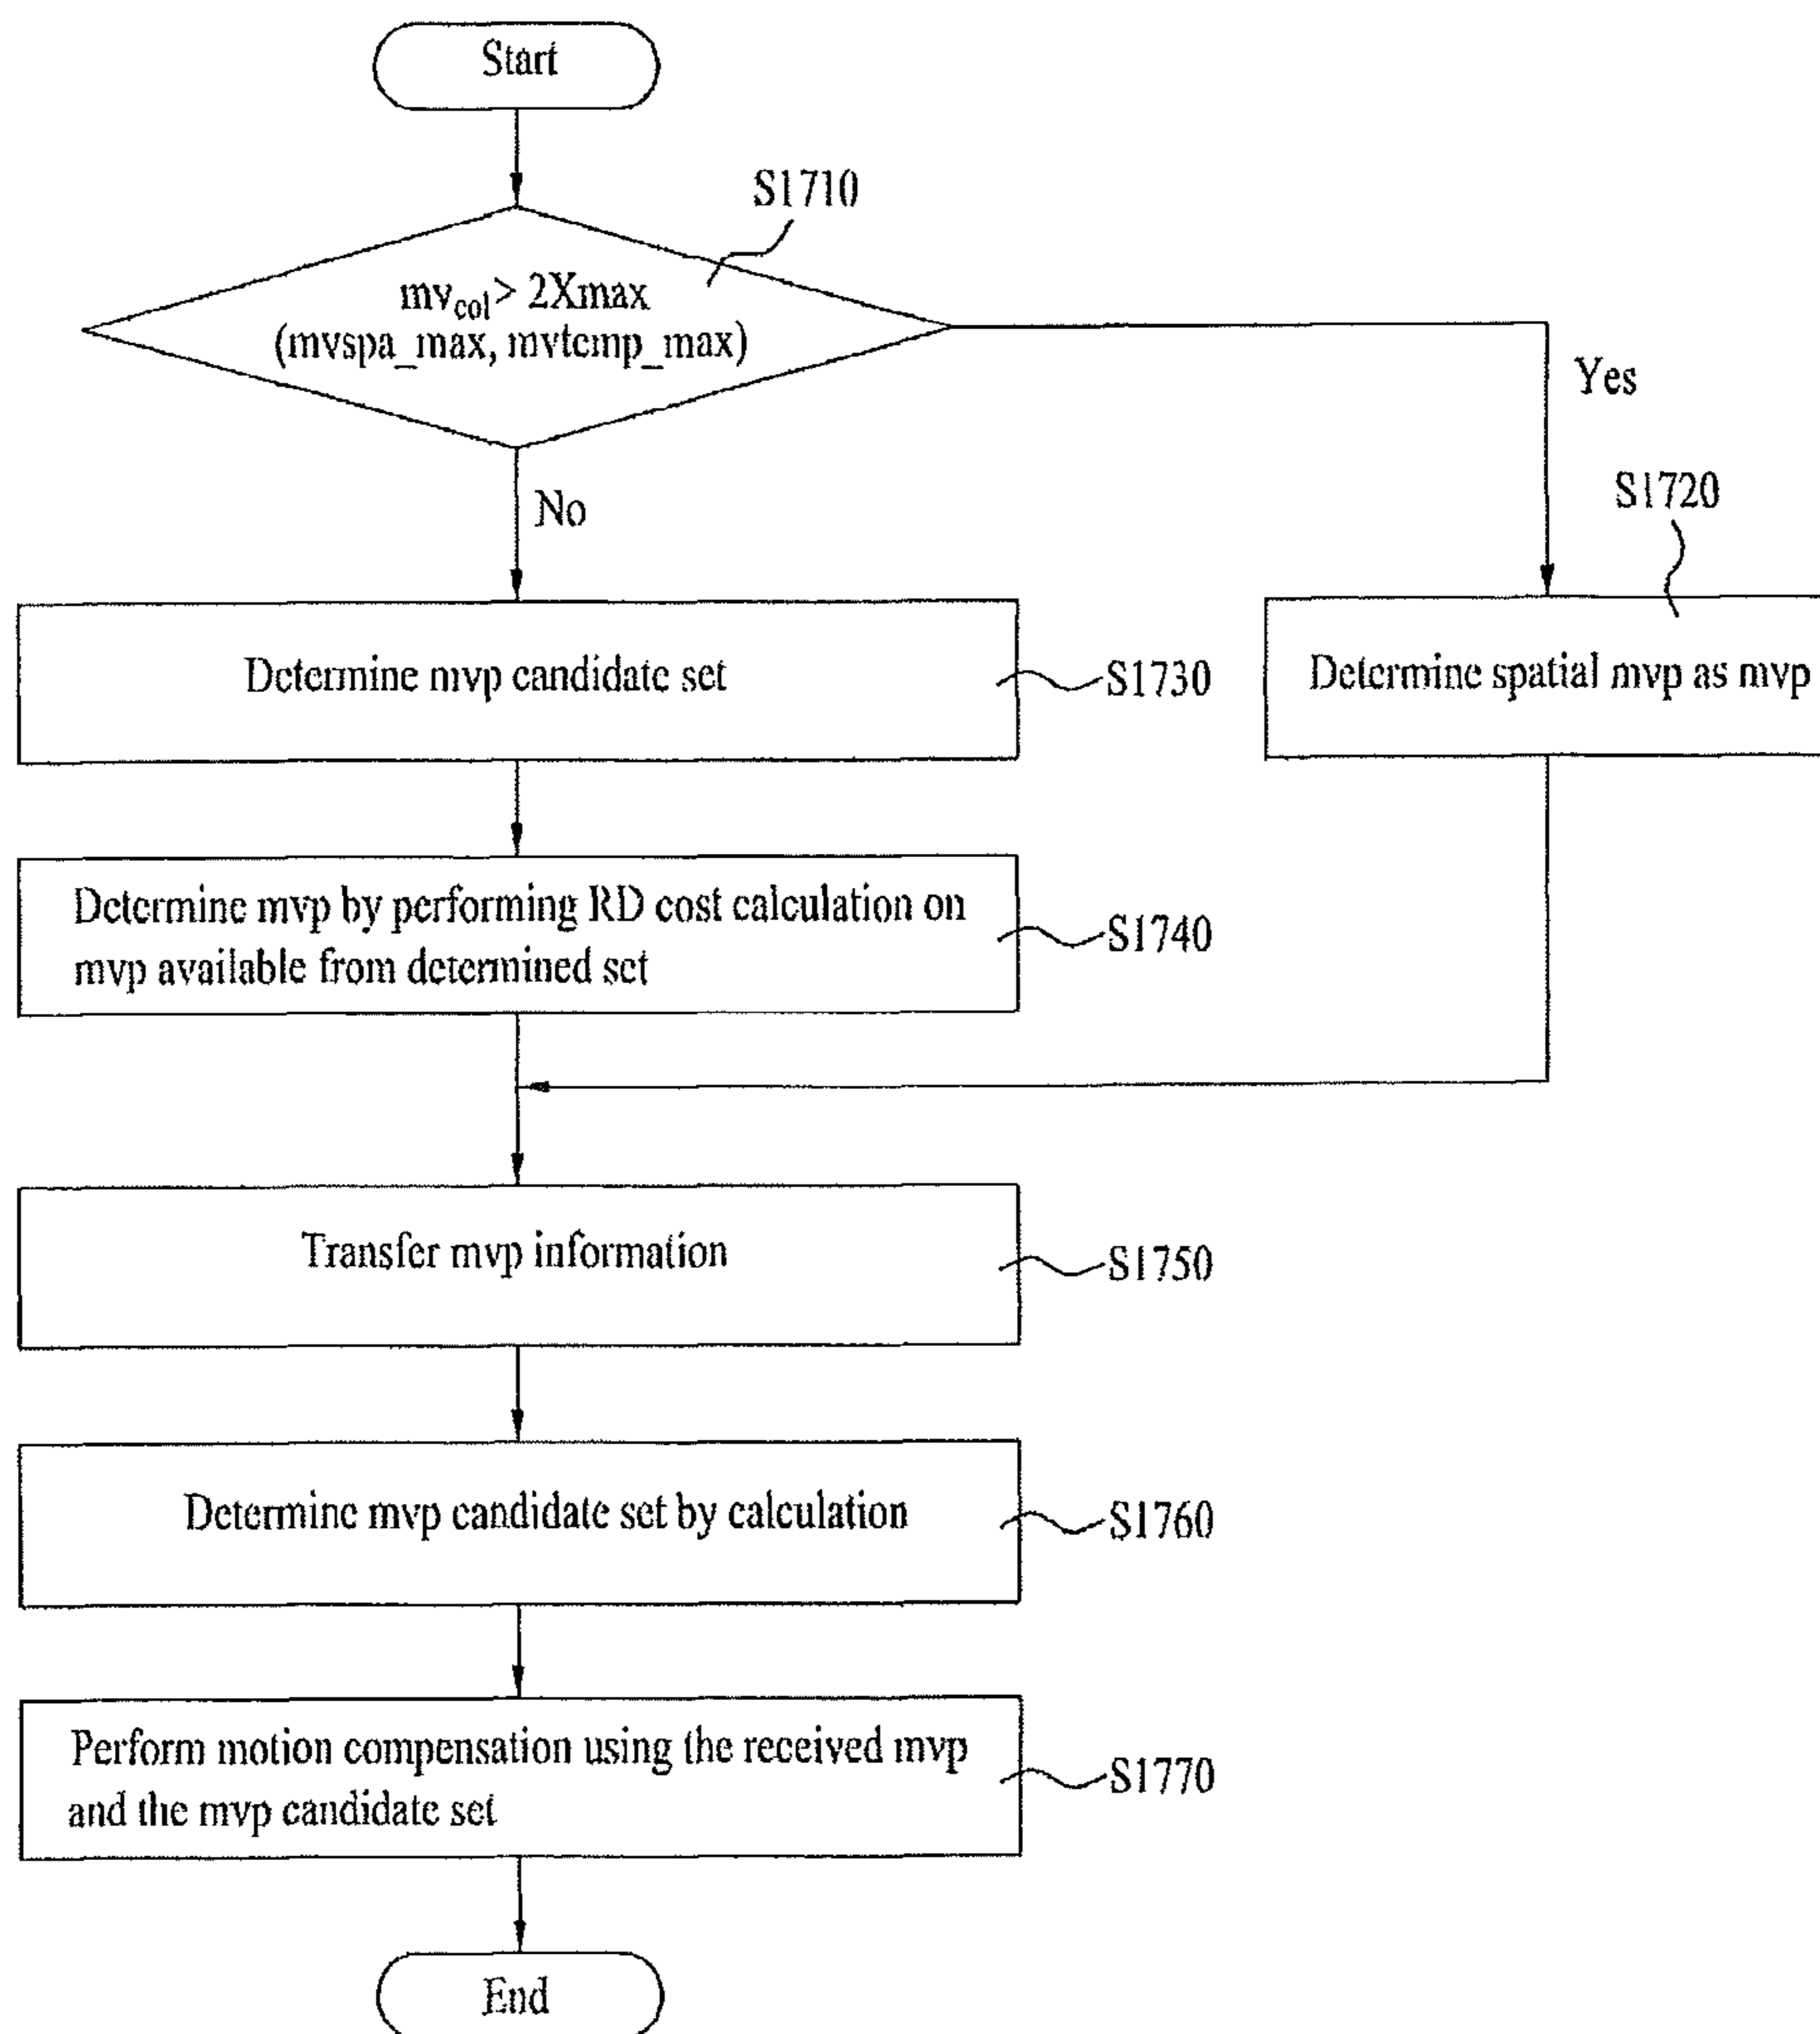 Start
S1710
mvcol> 2Xmax
(mvspa_max, mvtemp_max)
Yes
No
S1720
Determine mvp candidate set
S1730
Determine spatial mvp as mvp
Determine mvp by performing RD cost calculation on
mvp available from determined set
S1740
Transfer mvp information
S1750
Determine mvp candidate set by calculation
S1760
Perform motion compensation using the received mvp
and the mvp candidate set
S1770
End